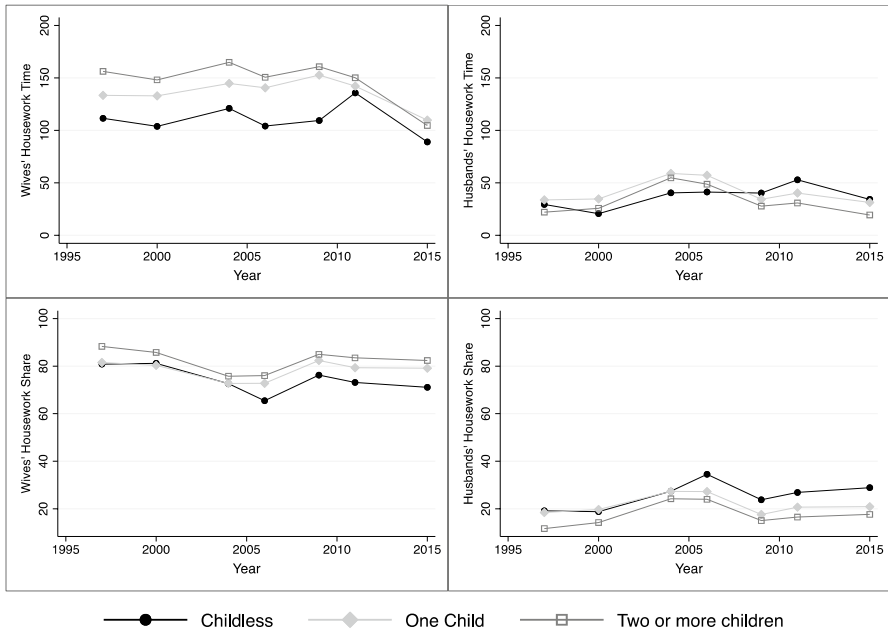 200
150
100
50
0
Wives' Housework Time
1995 2000 2005 2010 2015
Year
200
150
100
50
0
Husbands' Housework Time
1995 2000 2005 2010 2015
Year
100
80
60
40
20
Wives' Housework Share
1995 2000 2005 2010 2015
Year
100
80
60
40
20
Husbands' Housework Share
1995 2000 2005 2010 2015
Year
Childless One Child Two or more children